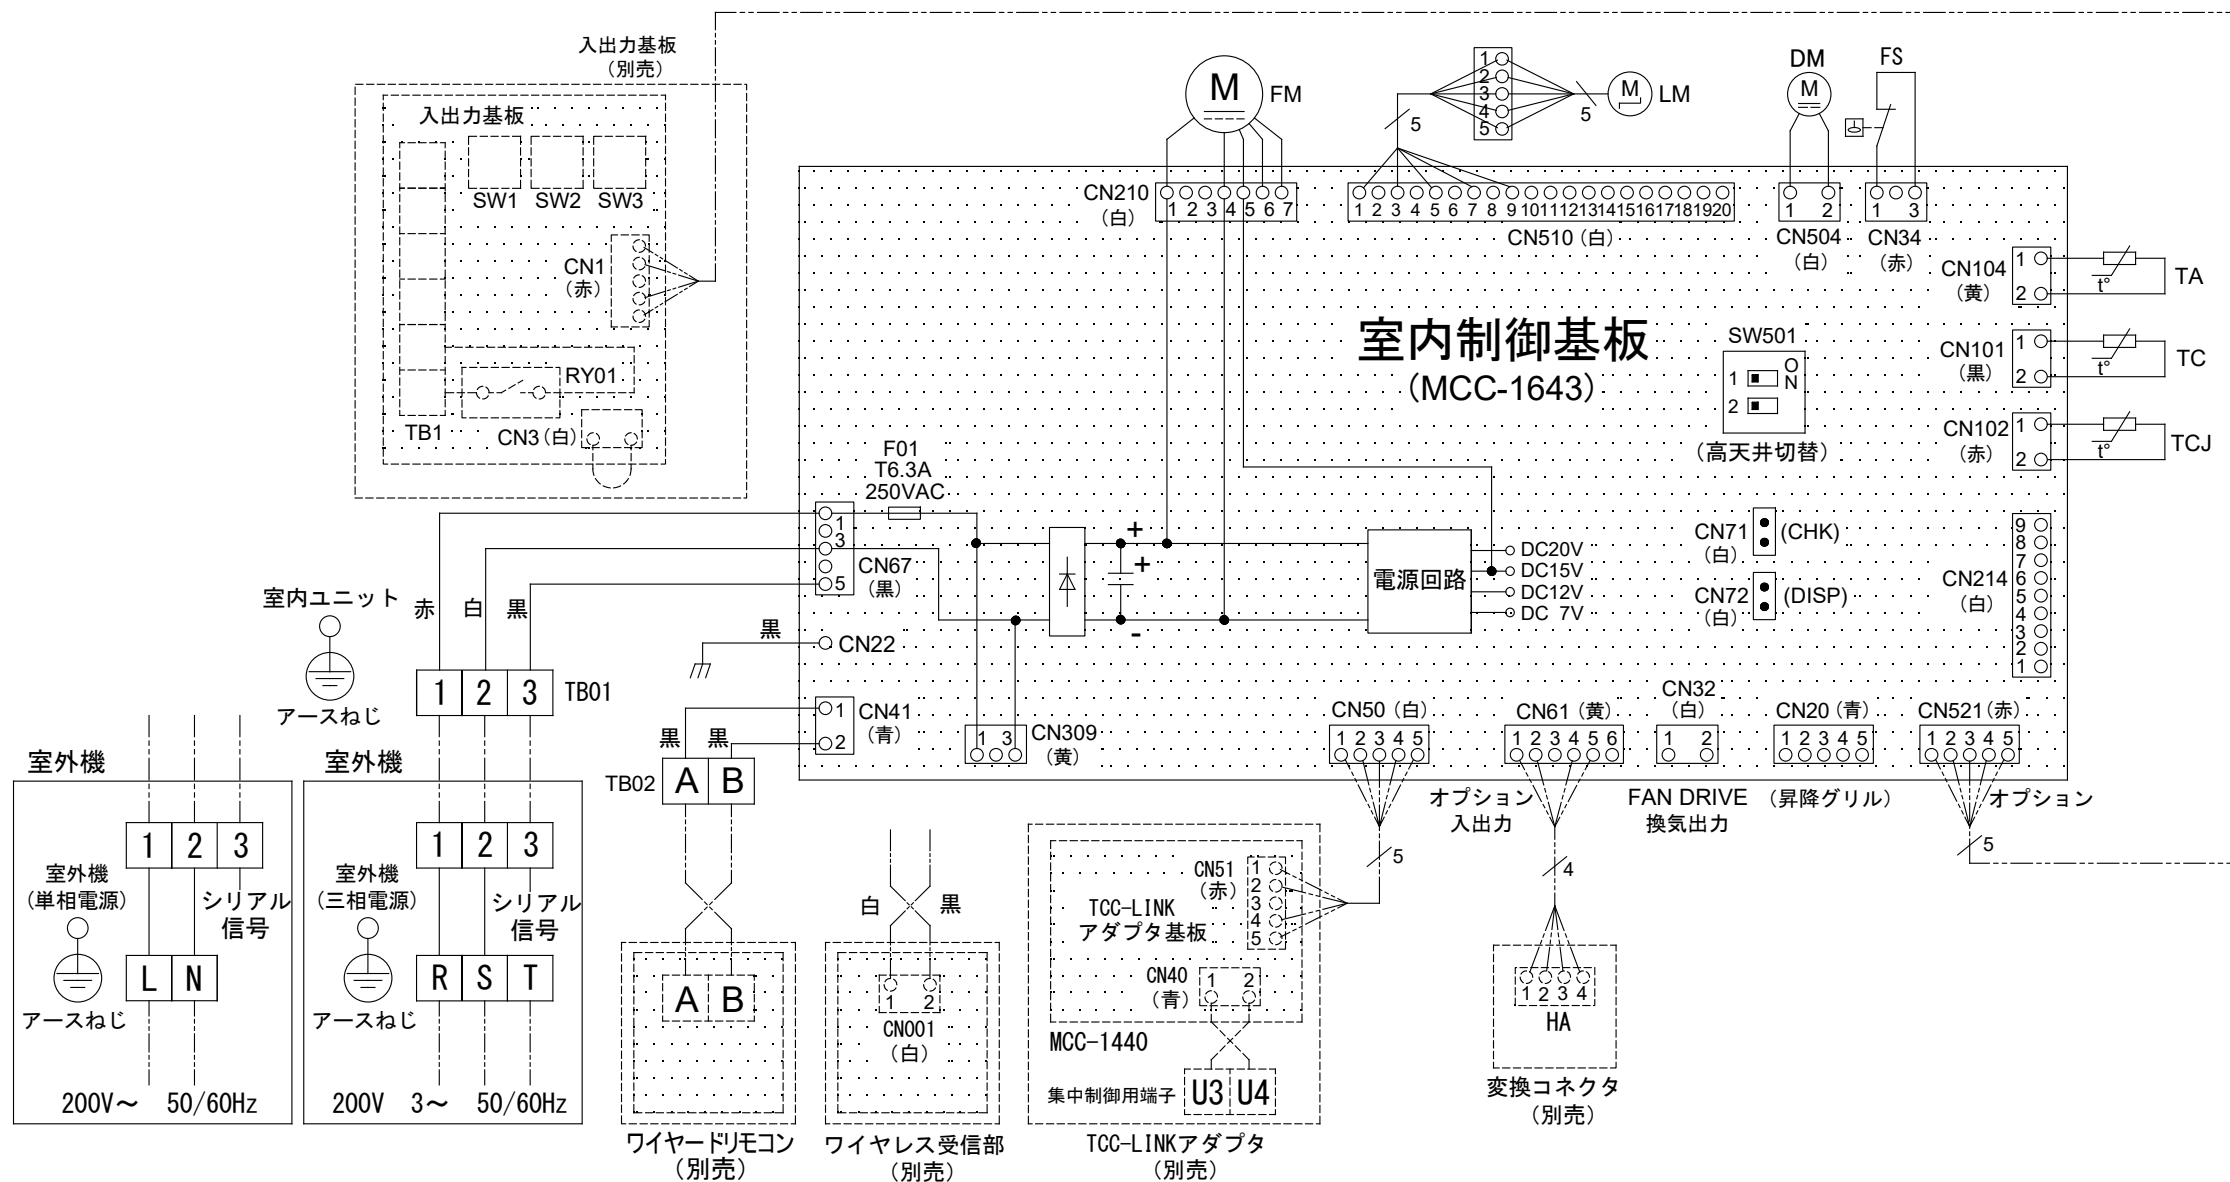 入出力基板
（別売）
入出力基板
SW1 SW2 SW3
CN1
（赤）
RY01
TB1
CN3（白）
M
FM
1
2
3
4
5
5
5
M
LM
DM
M
FS
CN210
（白）
1 2 3 4 5 6 7
1 2 3 4 5 6 7 8 9 10 11 12 13 14 15 16 17 18 19 20
CN510（白）
1 2
CN504
（白）
1 3
CN34
（赤）
CN104
（黄）
1
2
t°
TA
CN101
（黒）
1
2
t°
TC
CN102
（赤）
1
2
t°
TCJ
室内制御基板
（MCC-1643）
SW501
1
2
ON
（高天井切替）
F01
T6.3A
250VAC
1
3
5
CN67
（黒）
+
+
-
電源回路
DC20V
DC15V
DC12V
DC 7V
CN71
（白）
(CHK)
CN72
（白）
(DISP)
CN214
（白）
9
8
7
6
5
4
3
2
1
室内ユニット
アースねじ
赤 白 黒
1 2 3 TB01
黒
CN22
1
2
CN41
（青）
黒 黒
TB02 A B
1 3
CN309
（黄）
CN50（白）
1 2 3 4 5
CN61（黄）
1 2 3 4 5 6
CN32
（白）
1 2
CN20（青）
1 2 3 4 5
CN521（赤）
1 2 3 4 5
オプション
入出力
FAN DRIVE
換気出力
（昇降グリル）
オプション
5
4
5
室外機
1 2 3
室外機
（単相電源）
シリアル
信号
アースねじ
L N
200V～ 50/60Hz
室外機
1 2 3
室外機
（三相電源）
シリアル
信号
アースねじ
R S T
200V 3～ 50/60Hz
A B
ワイヤードリモコン
（別売）
白 黒
1 2
CN001
（白）
ワイヤレス受信部
（別売）
CN51
（赤）
1
2
3
4
5
TCC-LINK
アダプタ基板
CN40
（青）
1 2
MCC-1440
集中制御用端子 U3 U4
TCC-LINKアダプタ
（別売）
1 2 3 4
HA
変換コネクタ
（別売）